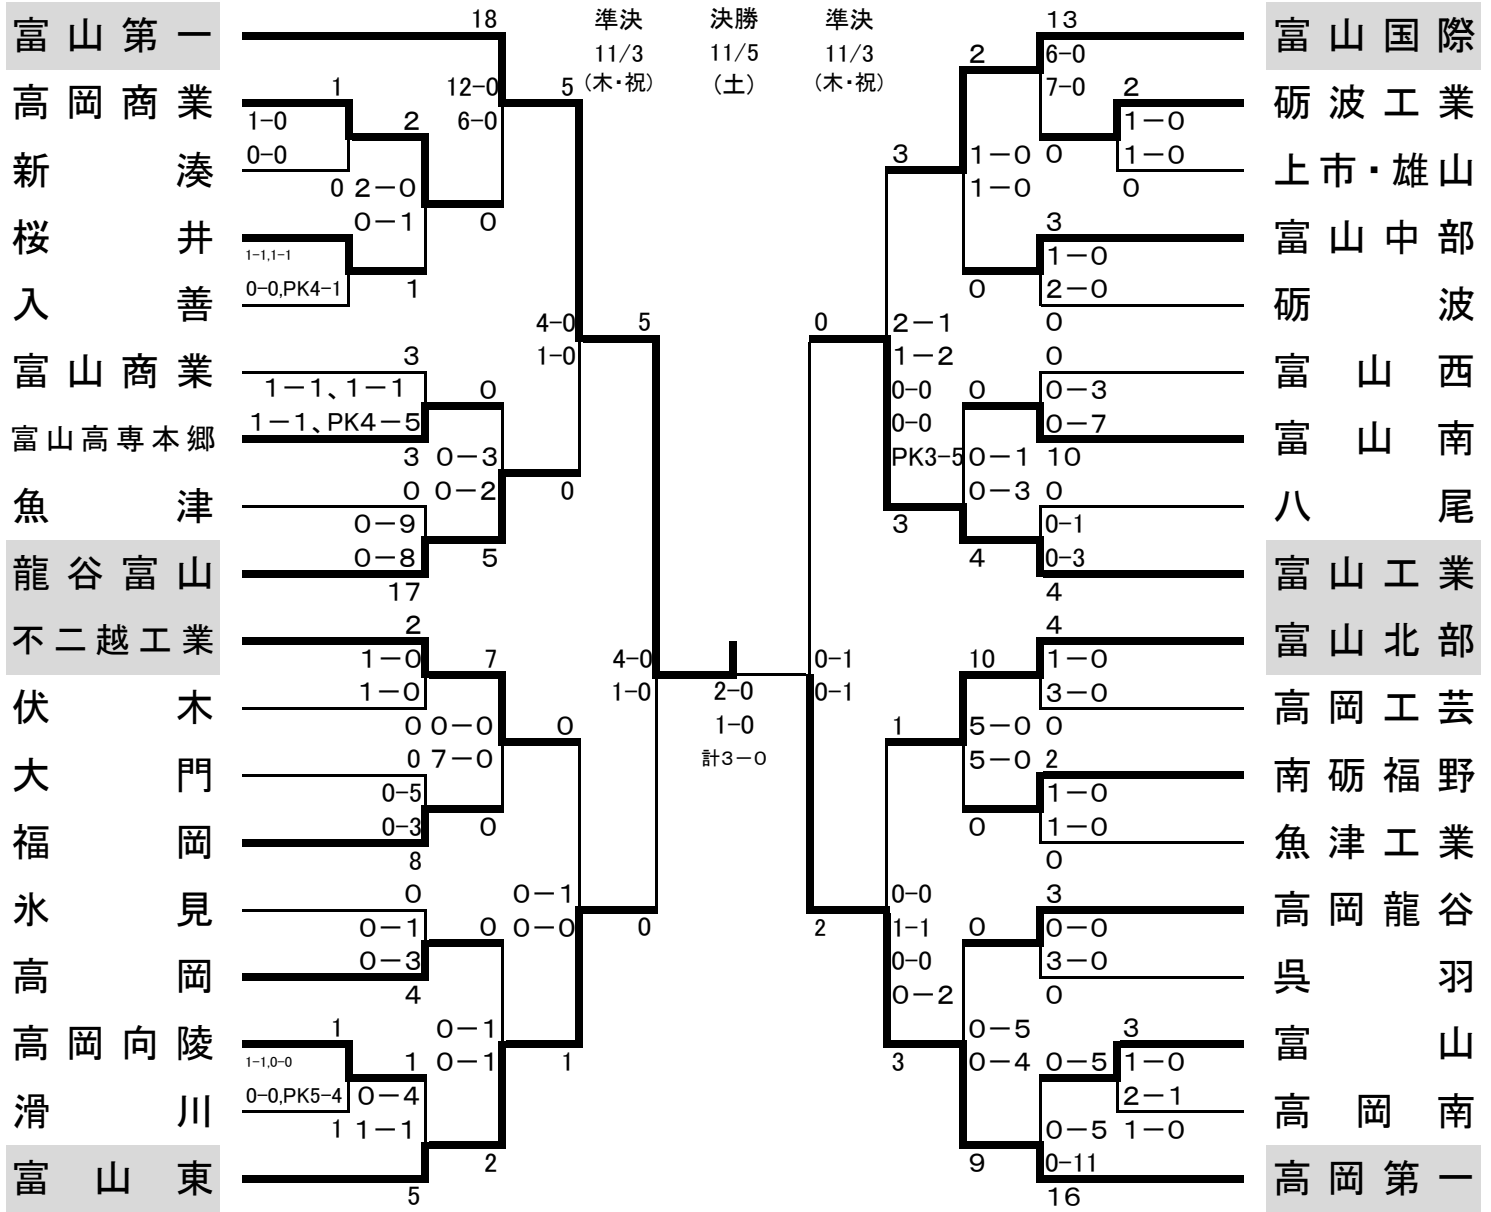 富山第一
高岡商業
新湊
桜井
入善
富山商業
富山高専本郷
魚津
龍谷富山
不二越工業
伏木
大門
福岡
氷見
高岡
高岡向陵
滑川
富山東
18
1
12-0
5
1-0
2
6-0
0-0
0 2-0
0-1
0
1-1,1-1
0-0,PK4-1
1
4-0
5
3
1-0
1-1、1-1
0
1-1、PK4-5
3 0-3
0 0-2
0
0-9
0-8
5
17
2
1-0
7
4-0
1-0
1-0
0 0-0
0
0 7-0
0-5
0-3
0
8
0
0-1
0-1
0
0-0
0
0-3
4
1
0-1
1-1,0-0
1
0-1
1
0-0,PK5-4
0-4
1 1-1
2
5
準決
11/3
(木・祝)
決勝
11/5
(土)
準決
11/3
(木・祝)
2-0
1-0
計3-0
13
2
6-0
7-0
2
1-0
3
1-0
0
1-0
1-0
0
3
1-0
0
2-0
0
2-1
0
1-2
0
0-0
0
0-3
0-0
0-7
PK3-5
0-1
10
0-3
0
3
0-1
4
0-3
4
4
0-1
10
1-0
0-1
3-0
1
5-0
0
5-0
2
1-0
0
1-0
0
0-0
3
2
1-1
0
0-0
0-0
3-0
0-2
0
0-5
3
3
0-4
0-5
1-0
2-1
0-5
1-0
9
0-11
16
富山国際
砺波工業
上市・雄山
富山中部
砺波
富山西
富山南
八尾
富山工業
富山北部
高岡工芸
南砺福野
魚津工業
高岡龍谷
呉羽
富山
高岡南
高岡第一